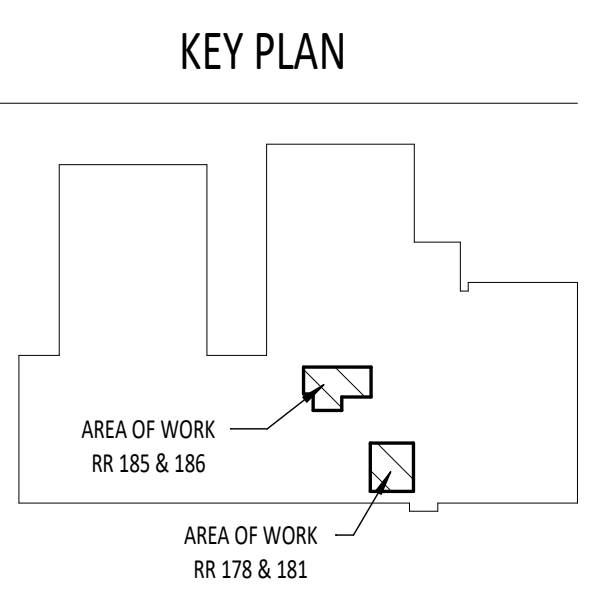 KEY PLAN
AREA OF WORK
RR 185 & 186
AREA OF WORK
RR 178 & 181